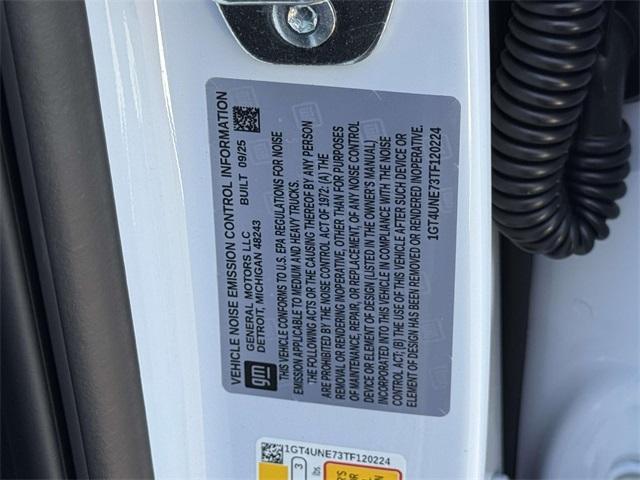 VEHICLE NOISE EMISSION CONTROL INFORMATION
gm
GENERAL MOTORS LLC BUILT 09/25
DETROIT, MICHIGAN 48243
THIS VEHICLE CONFORMS TO U.S. EPA REGULATIONS FOR NOISE
EMISSION APPLICABLE TO MEDIUM AND HEAVY TRUCKS.
THE FOLLOWING ACTS OR THE CAUSING THEREOF BY ANY PERSON
ARE PROHIBITED BY THE NOISE CONTROL ACT OF 1972: (A) THE
REMOVAL OR RENDERING INOPERATIVE, OTHER THAN FOR PURPOSES
OF MAINTENANCE, REPAIR, OR REPLACEMENT, OF ANY NOISE CONTROL
DEVICE OR ELEMENT OF DESIGN (LISTED IN THE OWNER'S MANUAL)
INCORPORATED INTO THIS VEHICLE IN COMPLIANCE WITH THE NOISE
CONTROL ACT; (B) THE USE OF THIS VEHICLE AFTER SUCH DEVICE OR
ELEMENT OF DESIGN HAS BEEN REMOVED OR RENDERED INOPERATIVE.
1GT4UNE73TF120224
1GT4UNE73TF120224
3
lbs.